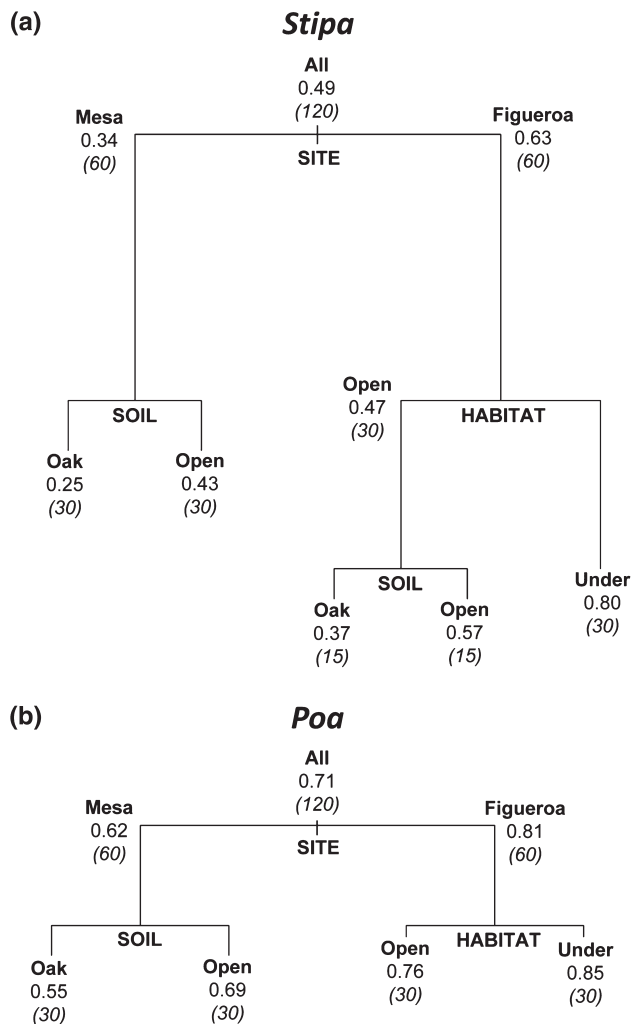 (a)
Stipa
All
0.49
(120)
Mesa
0.34
(60)
Figueroa
0.63
(60)
SITE
Open
0.47
(30)
SOIL
HABITAT
Oak
0.25
(30)
Open
0.43
(30)
SOIL
Under
0.80
(30)
Oak
0.37
(15)
Open
0.57
(15)
(b)
Poa
All
0.71
(120)
Mesa
0.62
(60)
Figueroa
0.81
(60)
SITE
SOIL
HABITAT
Oak
0.55
(30)
Open
0.69
(30)
Open
0.76
(30)
Under
0.85
(30)